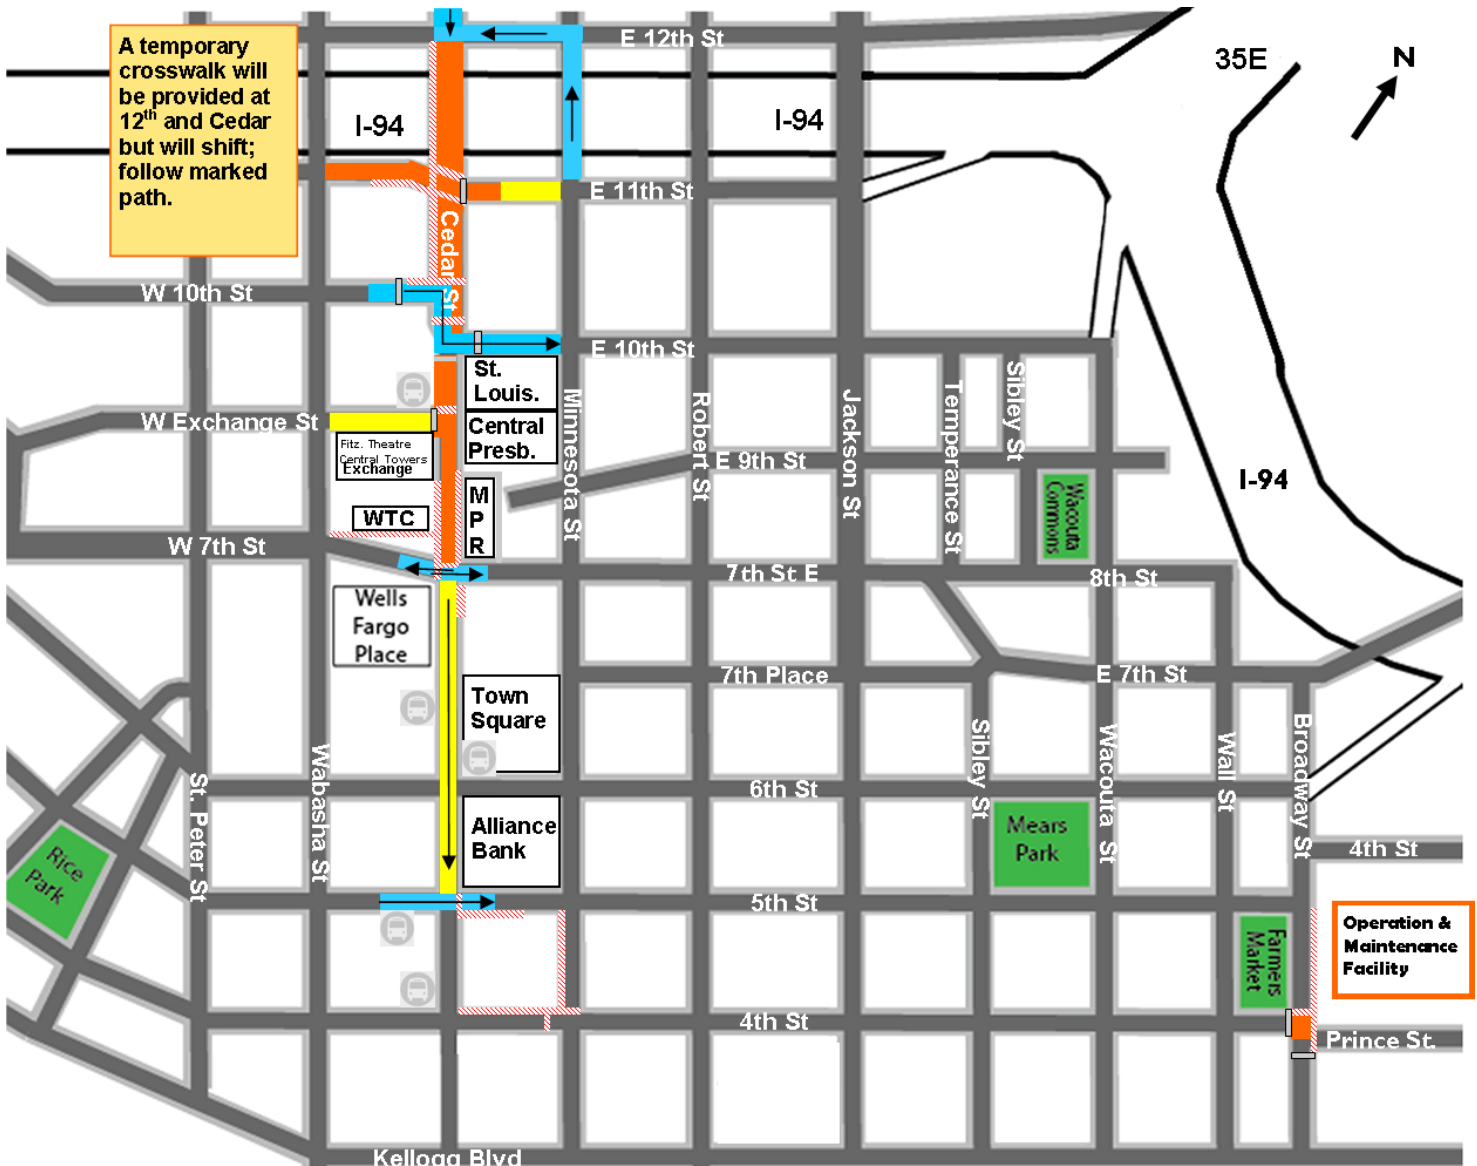 A temporary
crosswalk will
be provided at
12th and Cedar
but will shift;
follow marked
path.
E 12th St
35E
N
I-94
I-94
E 11th St
Cedar St
W 10th St
E 10th St
St.
Louis.
Central
Presb.
W Exchange St
Fitz. Theatre
Central Towers
Exchange
M
P
R
WTC
Minnesota St
Robert St
Jackson St
Temperance St
Sibley St
E 9th St
Wacouta
Commons
I-94
W 7th St
7th St E
8th St
Wells
Fargo
Place
7th Place
E 7th St
Town
Square
Wabasha St
St. Peter St
Sibley St
Wacouta St
Wall St
Broadway St
6th St
Alliance
Bank
Mears
Park
4th St
Rice
Park
5th St
Farmers
Market
Operation &
Maintenance
Facility
4th St
Prince St.
Kellogg Blvd